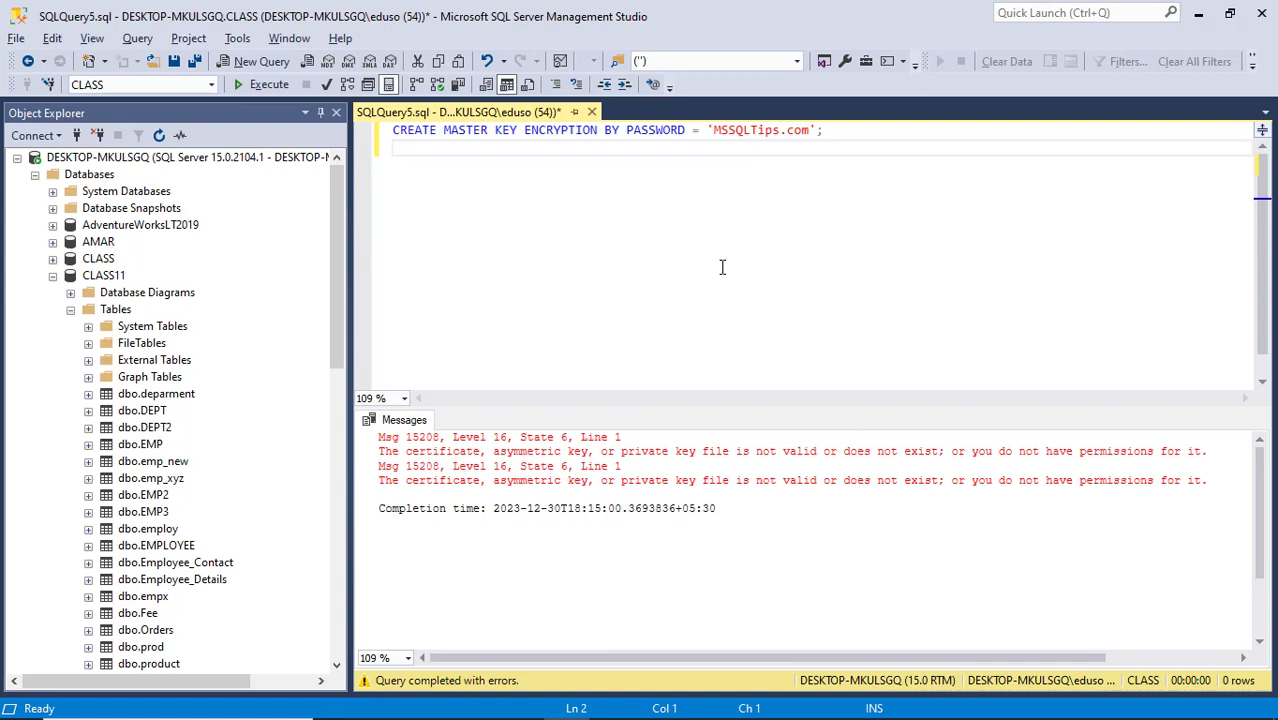 SQLQuery5.sql - DESKTOP-MKULSGQ.CLASS (DESKTOP-MKULSGQ\eduso (54))* - Microsoft SQL Server Management Studio
Quick Launch (Ctrl+Q)
File Edit View Query Project Tools Window Help
New Query
('')
Clear Data
Filters...
Clear All Filters
CLASS
Execute
Object Explorer
Connect
DESKTOP-MKULSGQ (SQL Server 15.0.2104.1 - DESKTOP-M
Databases
System Databases
Database Snapshots
AdventureWorksLT2019
AMAR
CLASS
CLASS11
Database Diagrams
Tables
System Tables
FileTables
External Tables
Graph Tables
dbo.deparment
dbo.DEPT
dbo.DEPT2
dbo.EMP
dbo.emp_new
dbo.emp_xyz
dbo.EMP2
dbo.EMP3
dbo.employ
dbo.EMPLOYEE
dbo.Employee_Contact
dbo.Employee_Details
dbo.empx
dbo.Fee
dbo.Orders
dbo.prod
dbo.product
SQLQuery5.sql - D...KULSGQ\eduso (54))*
CREATE MASTER KEY ENCRYPTION BY PASSWORD = 'MSSQLTips.com';
109 %
Messages
Msg 15208, Level 16, State 6, Line 1
The certificate, asymmetric key, or private key file is not valid or does not exist; or you do not have permissions for it.
Msg 15208, Level 16, State 6, Line 1
The certificate, asymmetric key, or private key file is not valid or does not exist; or you do not have permissions for it.
Completion time: 2023-12-30T18:15:00.3693836+05:30
109 %
Query completed with errors.
DESKTOP-MKULSGQ (15.0 RTM)
DESKTOP-MKULSGQ\eduso ...
CLASS
00:00:00
0 rows
Ready
Ln 2
Col 1
Ch 1
INS